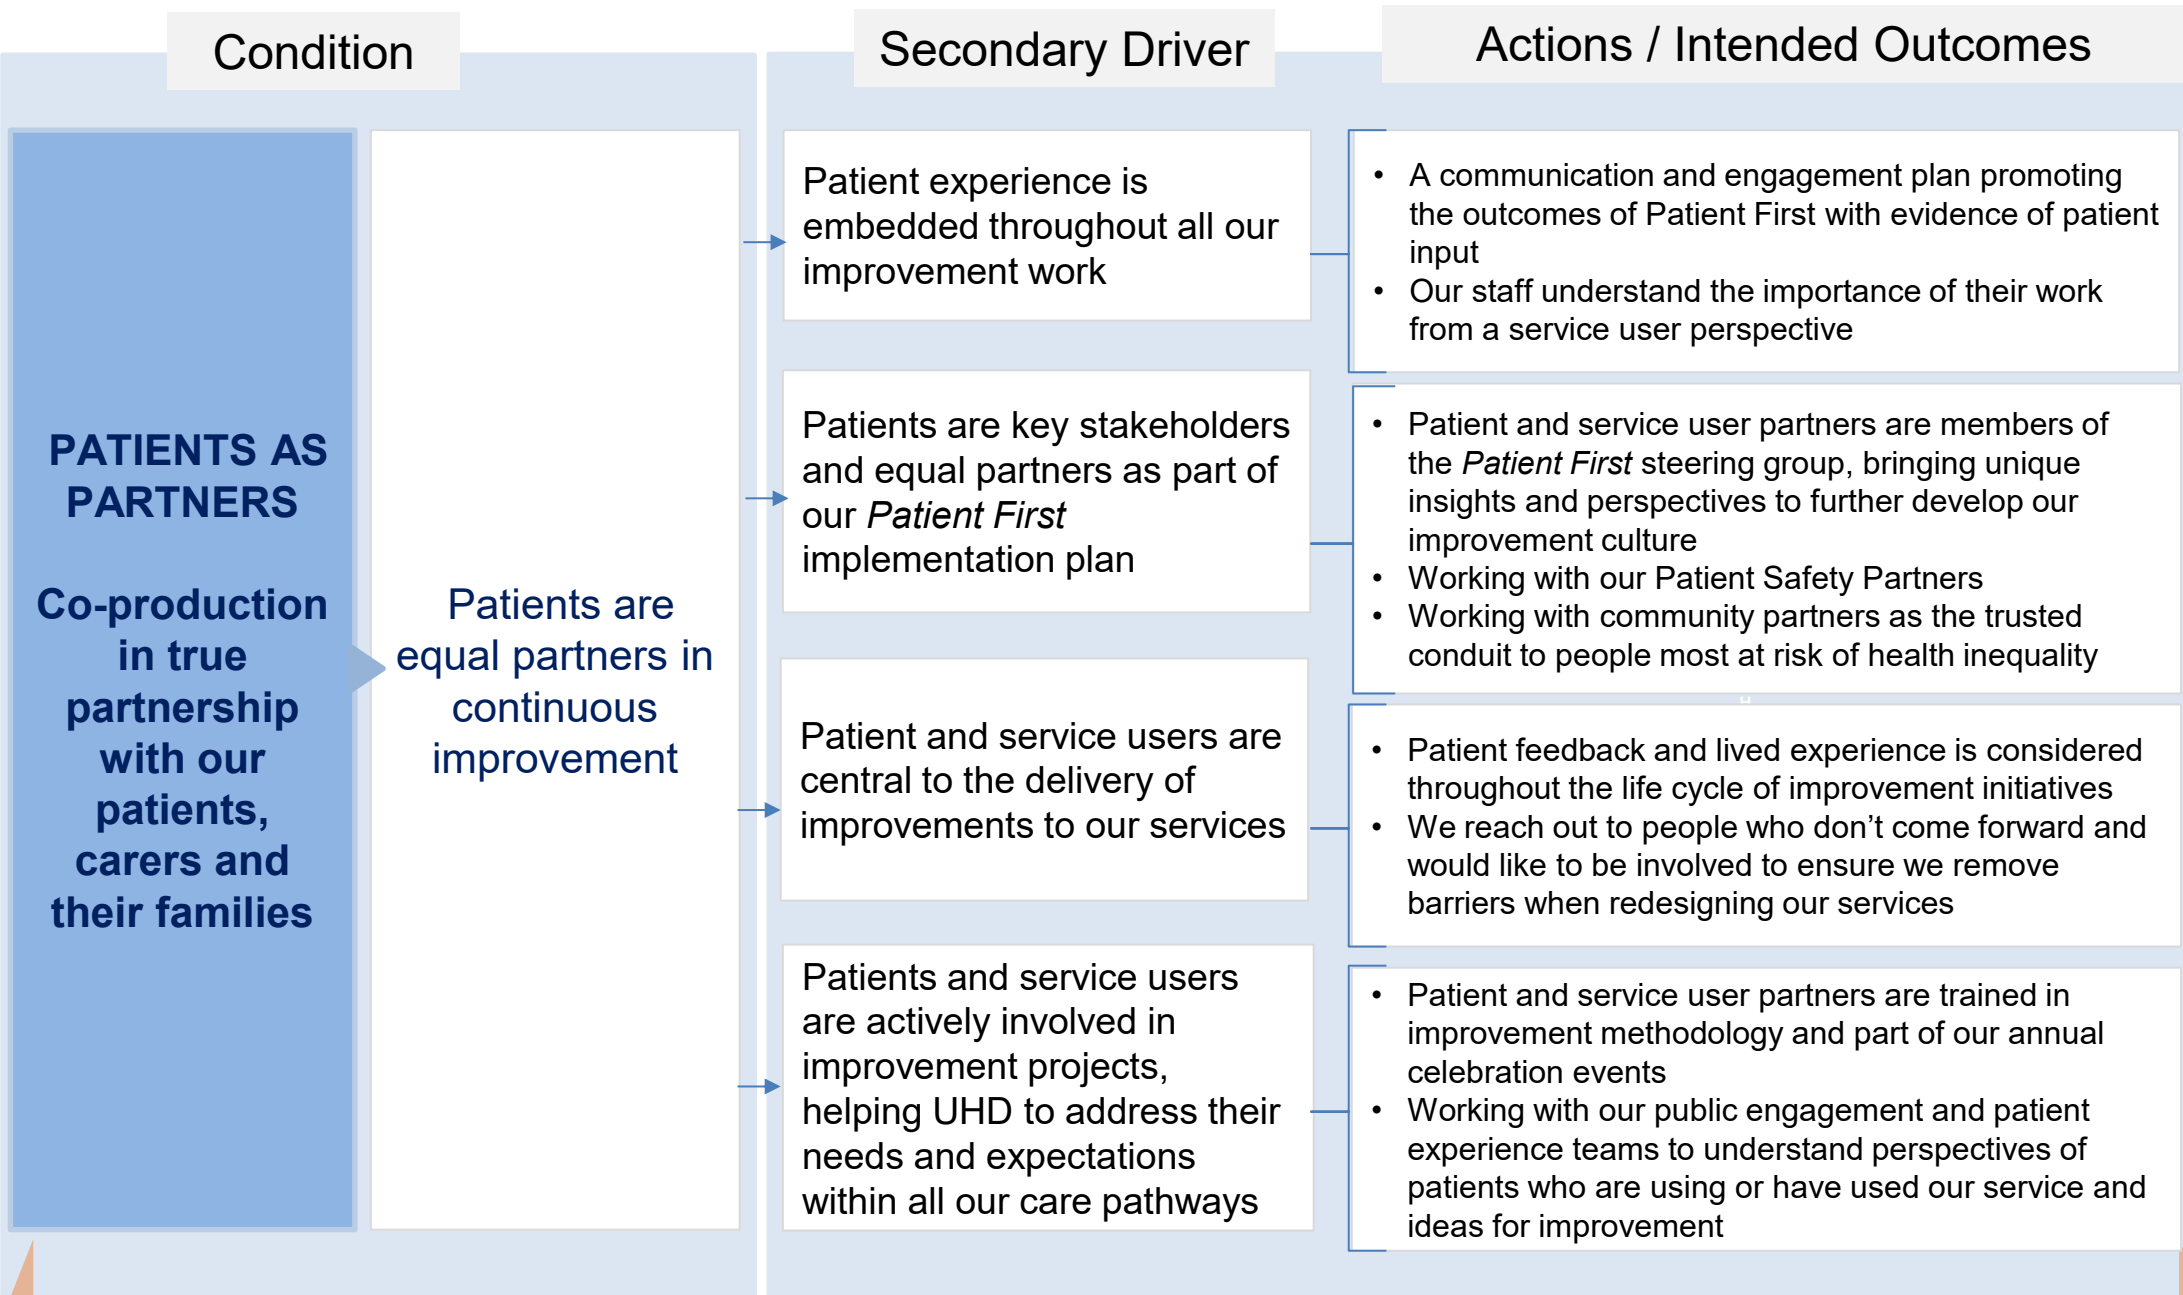 Condition
Secondary Driver
Actions / Intended Outcomes
PATIENTS AS
PARTNERS
Co-production
in true
partnership
with our
patients,
carers and
their families
Patients are
equal partners in
continuous
improvement
Patient experience is
embedded throughout all our
improvement work
• A communication and engagement plan promoting
the outcomes of Patient First with evidence of patient
input
• Our staff understand the importance of their work
from a service user perspective
Patients are key stakeholders
and equal partners as part of
our Patient First
implementation plan
• Patient and service user partners are members of
the Patient First steering group, bringing unique
insights and perspectives to further develop our
improvement culture
• Working with our Patient Safety Partners
• Working with community partners as the trusted
conduit to people most at risk of health inequality
Patient and service users are
central to the delivery of
improvements to our services
• Patient feedback and lived experience is considered
throughout the life cycle of improvement initiatives
• We reach out to people who don’t come forward and
would like to be involved to ensure we remove
barriers when redesigning our services
Patients and service users
are actively involved in
improvement projects,
helping UHD to address their
needs and expectations
within all our care pathways
• Patient and service user partners are trained in
improvement methodology and part of our annual
celebration events
• Working with our public engagement and patient
experience teams to understand perspectives of
patients who are using or have used our service and
ideas for improvement